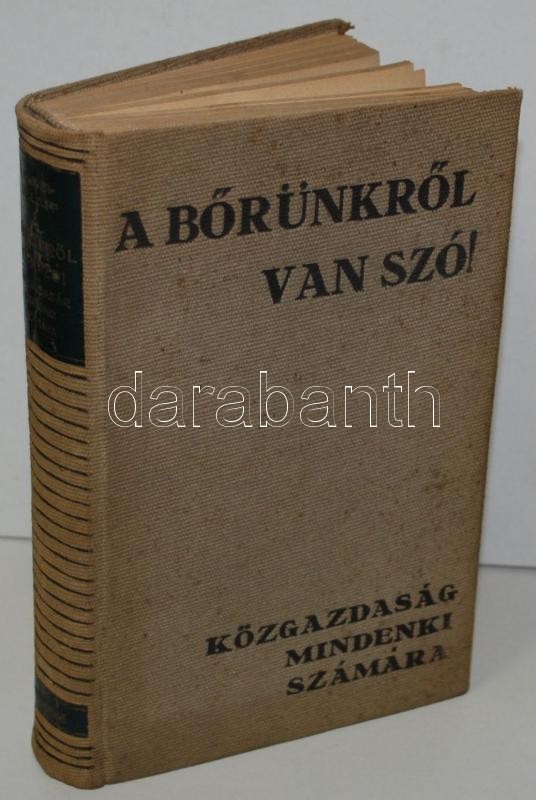 A BŐRÜNKRŐL
VAN SZÓ!
darabanth
KÖZGAZDASÁG
MINDENKI
SZÁMÁRA